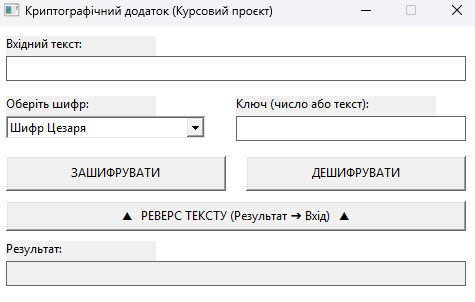 Криптографічний додаток (Курсовий проєкт)
Вхідний текст:
Оберіть шифр:
Ключ (число або текст):
Шифр Цезаря
ЗАШИФРУВАТИ
ДЕШИФРУВАТИ
▲ РЕВЕРС ТЕКСТУ (Результат ➔ Вхід) ▲
Результат: